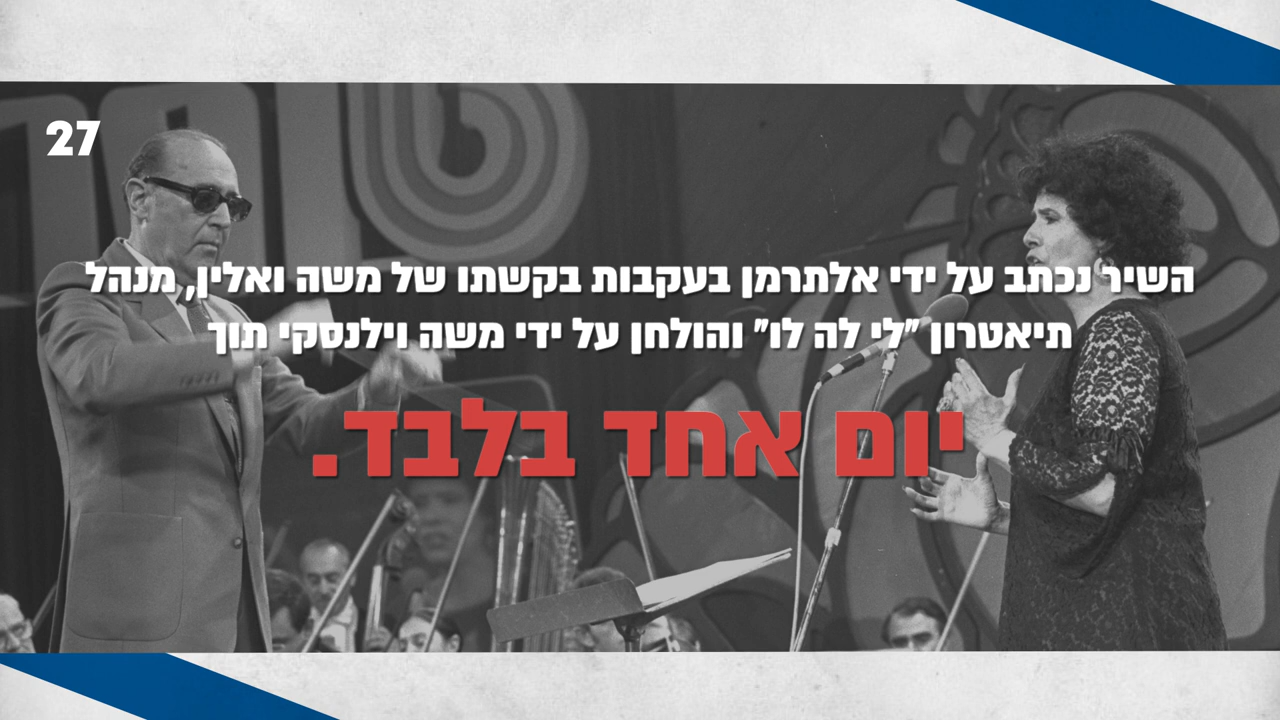 27
השיר נכתב על ידי אלתרמן בעקבות בקשתו של משה ואלין, מנהל
תיאטרון "לי לה לו" והולחן על ידי משה וילנסקי תוך
יום אחד בלבד.